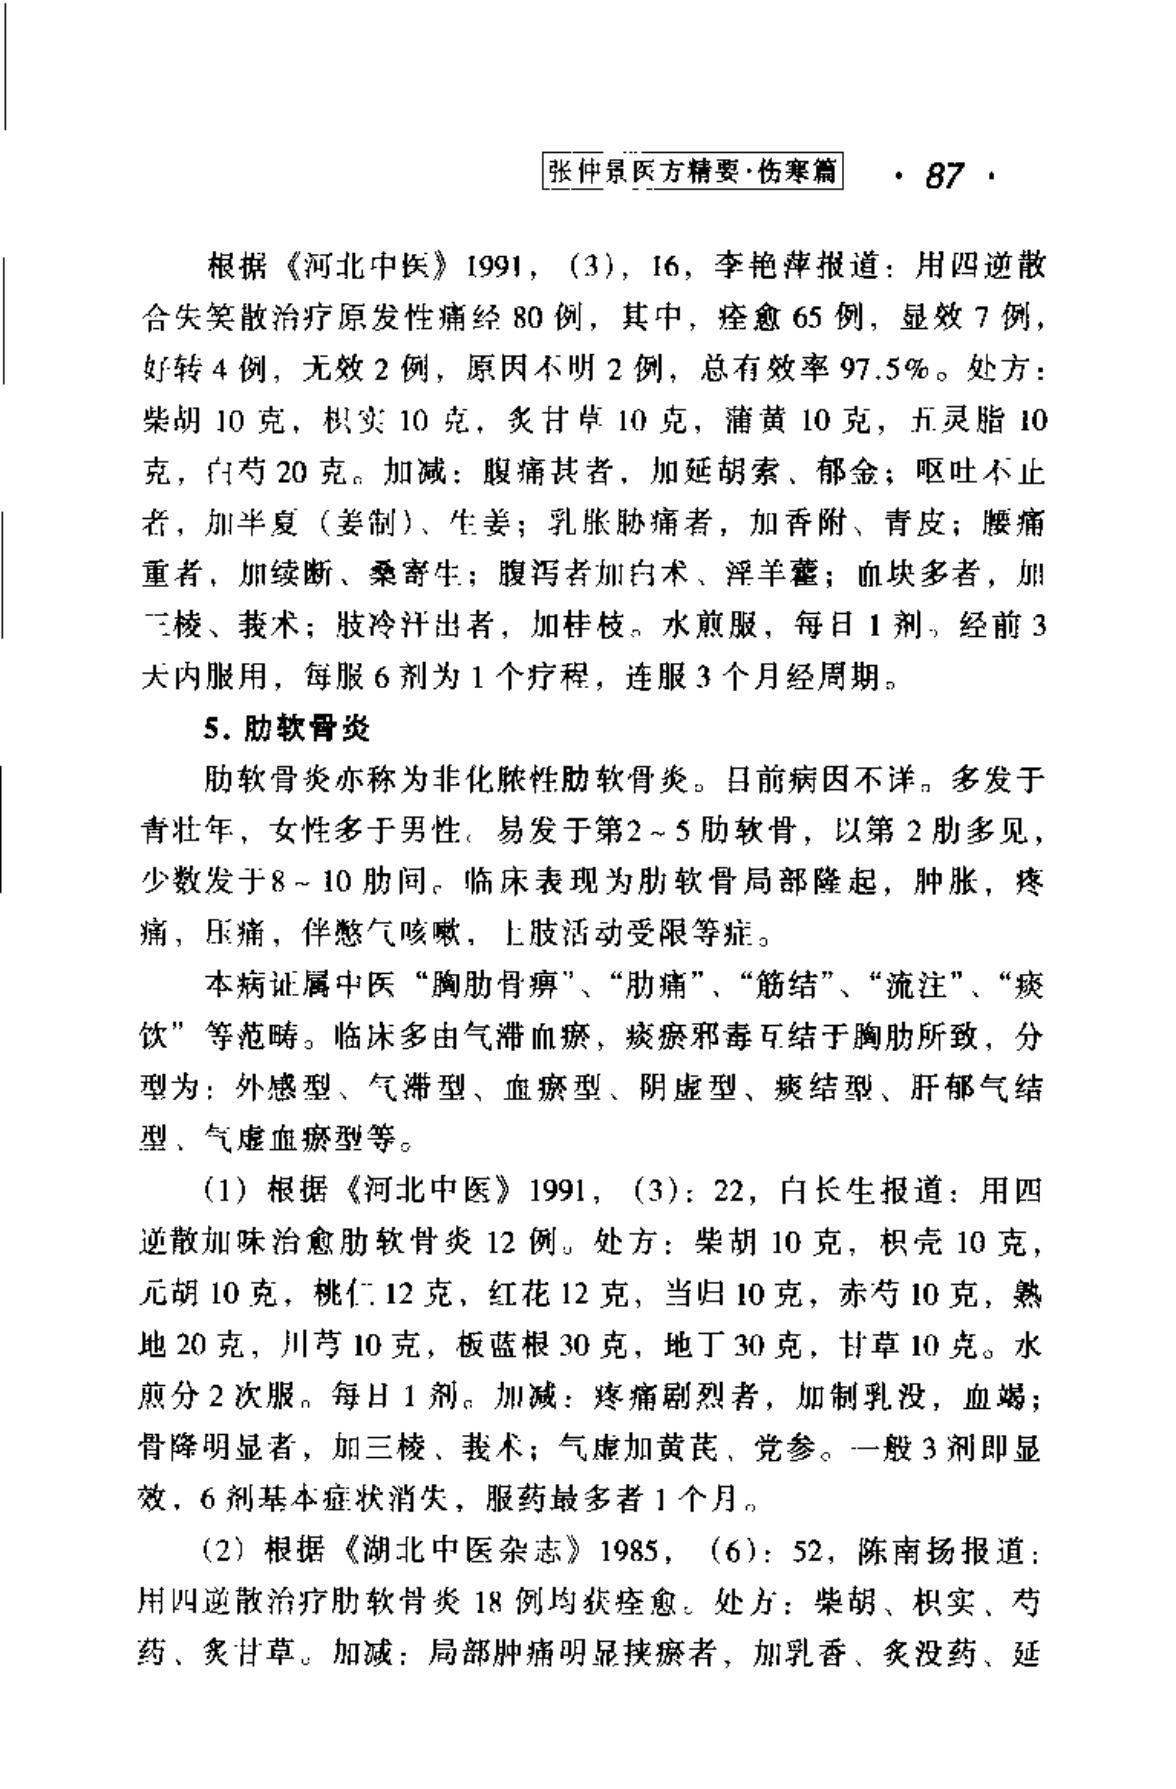 张仲景医方精要·伤寒篇 · 87 ·
根据《河北中医》1991，（3），16，李艳萍报道：用四逆散
合失笑散治疗原发性痛经 80 例，其中，痊愈 65 例，显效 7 例，
好转 4 例，无效 2 例，原因不明 2 例，总有效率 97.5%。处方：
柴胡 10 克，枳实 10 克，炙甘草 10 克，蒲黄 10 克，五灵脂 10
克，白芍 20 克。加减：腹痛甚者，加延胡索、郁金；呕吐不止
者，加半夏（姜制）、生姜；乳胀胁痛者，加香附、青皮；腰痛
重者，加续断、桑寄生；腹泻者加白术、淫羊藿；血块多者，加
三棱、莪术；肢冷汗出者，加桂枝。水煎服，每日 1 剂。经前 3
天内服用，每服 6 剂为 1 个疗程，连服 3 个月经周期。
5. 肋软骨炎
肋软骨炎亦称为非化脓性肋软骨炎。目前病因不详。多发于
青壮年，女性多于男性。易发于第2～5 肋软骨，以第 2 肋多见，
少数发于8～10 肋间。临床表现为肋软骨局部隆起，肿胀，疼
痛，压痛，伴憋气咳嗽，上肢活动受限等症。
本病证属中医“胸肋骨痹”、“肋痛”、“筋结”、“流注”、“痰
饮”等范畴。临床多由气滞血瘀，痰瘀邪毒互结于胸肋所致，分
型为：外感型、气滞型、血瘀型、阴虚型、痰结型、肝郁气结
型、气虚血瘀型等。
（1）根据《河北中医》1991，（3）：22，白长生报道：用四
逆散加味治愈肋软骨炎 12 例。处方：柴胡 10 克，枳壳 10 克，
元胡 10 克，桃仁 12 克，红花 12 克，当归 10 克，赤芍 10 克，熟
地 20 克，川芎 10 克，板蓝根 30 克，地丁 30 克，甘草 10 克。水
煎分 2 次服。每日 1 剂。加减：疼痛剧烈者，加制乳没，血竭；
骨降明显者，加三棱、莪术；气虚加黄芪、党参。一般 3 剂即显
效，6 剂基本症状消失，服药最多者 1 个月。
（2）根据《湖北中医杂志》1985，（6）：52，陈南扬报道：
用四逆散治疗肋软骨炎 18 例均获痊愈。处方：柴胡、枳实、芍
药、炙甘草。加减：局部肿痛明显挟瘀者，加乳香、炙没药、延